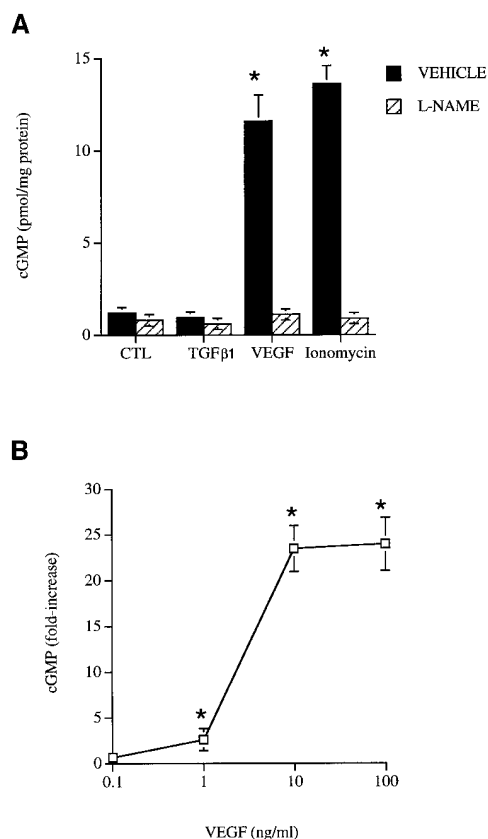 A
cGMP (pmol/mg protein)
15
10
5
0
*
*
VEHICLE
L-NAME
CTL
TGFβ1
VEGF
Ionomycin
B
cGMP (fold-increase)
30
25
20
15
10
5
0
*
*
*
0.1
1
10
100
VEGF (ng/ml)